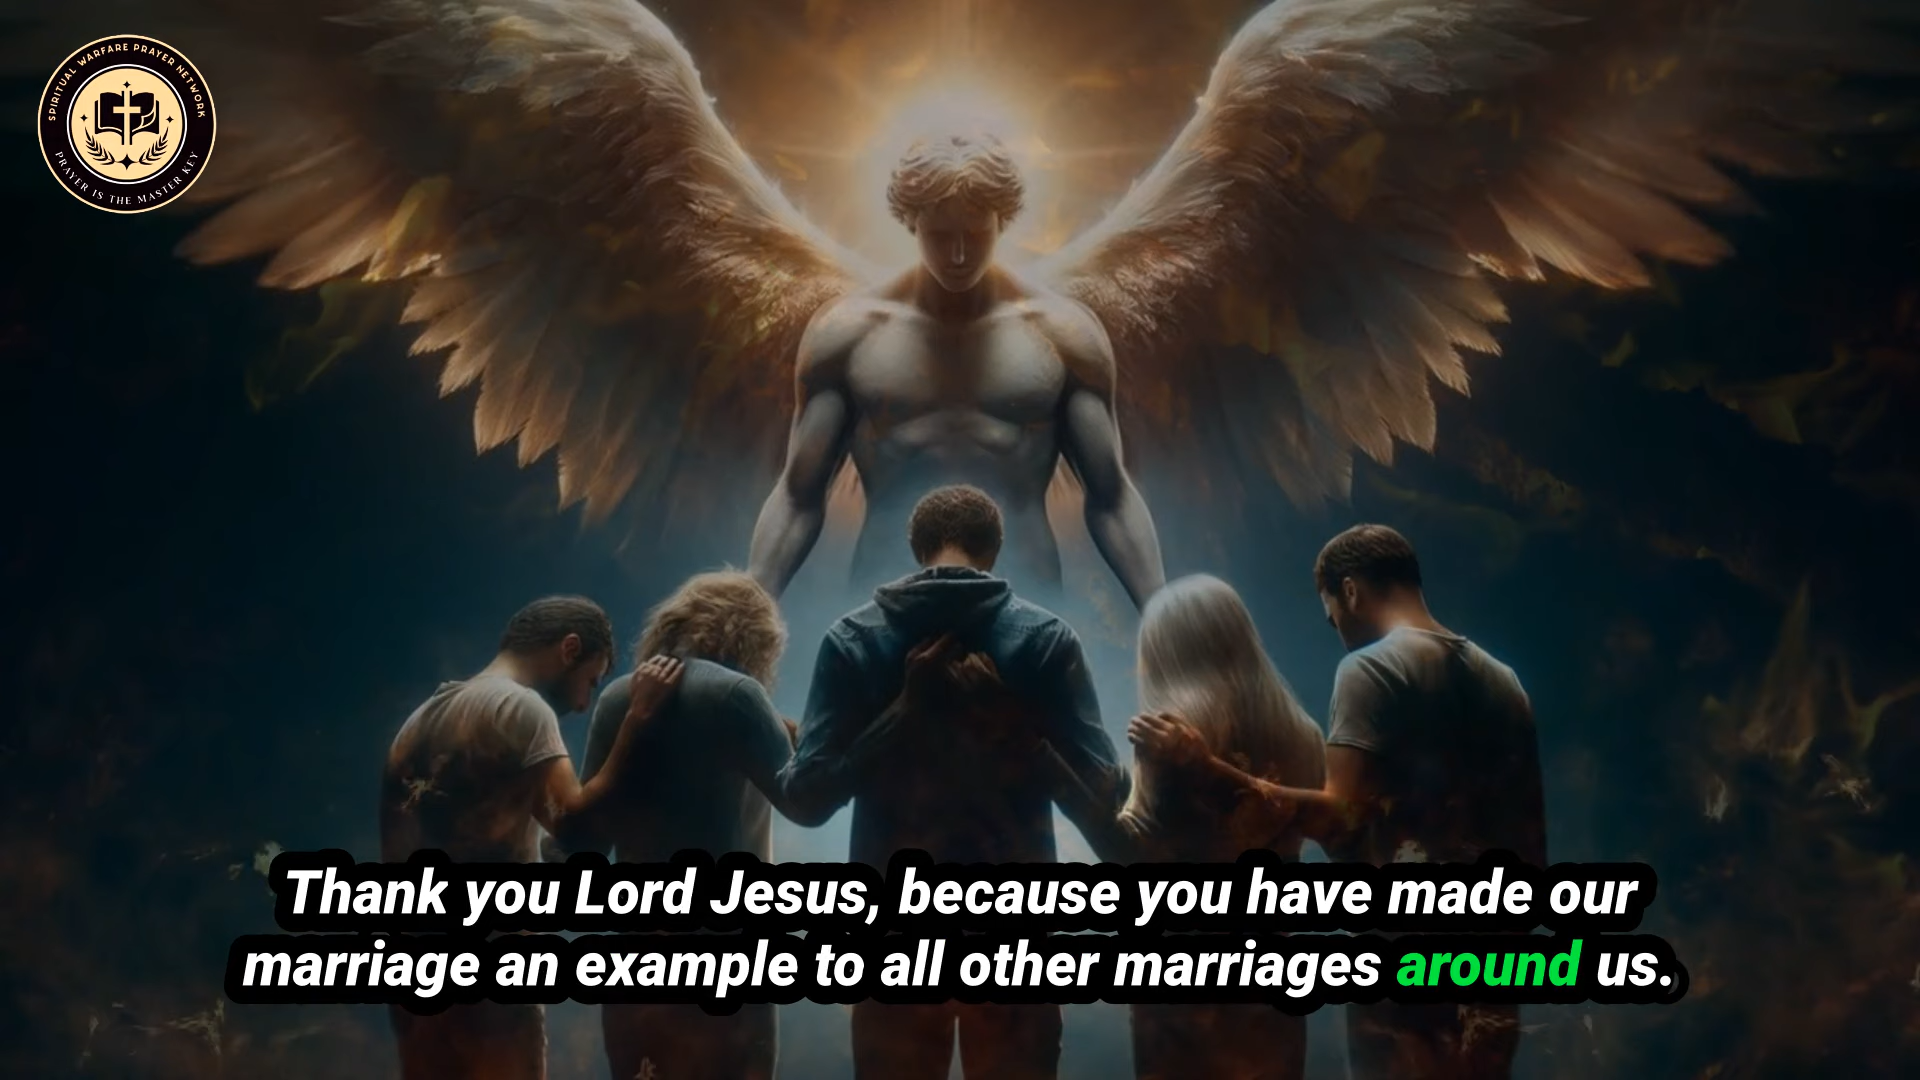 SPIRITUAL WARFARE PRAYER NETWORK
PRAYER IS THE MASTER KEY
Thank you Lord Jesus, because you have made our
marriage an example to all other marriages around us.